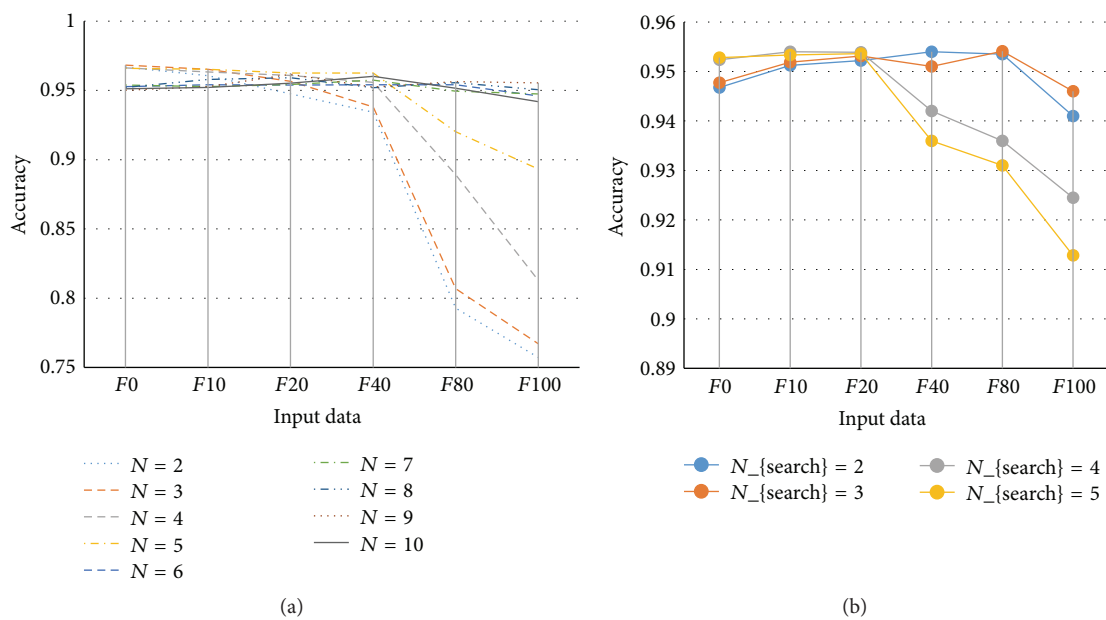 1
0.95
0.9
0.85
0.8
0.75
Accuracy
F0 F10 F20 F40 F80 F100
Input data
N = 2
N = 3
N = 4
N = 5
N = 6
N = 7
N = 8
N = 9
N = 10
(a)
0.96
0.95
0.94
0.93
0.92
0.91
0.9
0.89
Accuracy
F0 F10 F20 F40 F80 F100
Input data
N_{search} = 2
N_{search} = 3
N_{search} = 4
N_{search} = 5
(b)